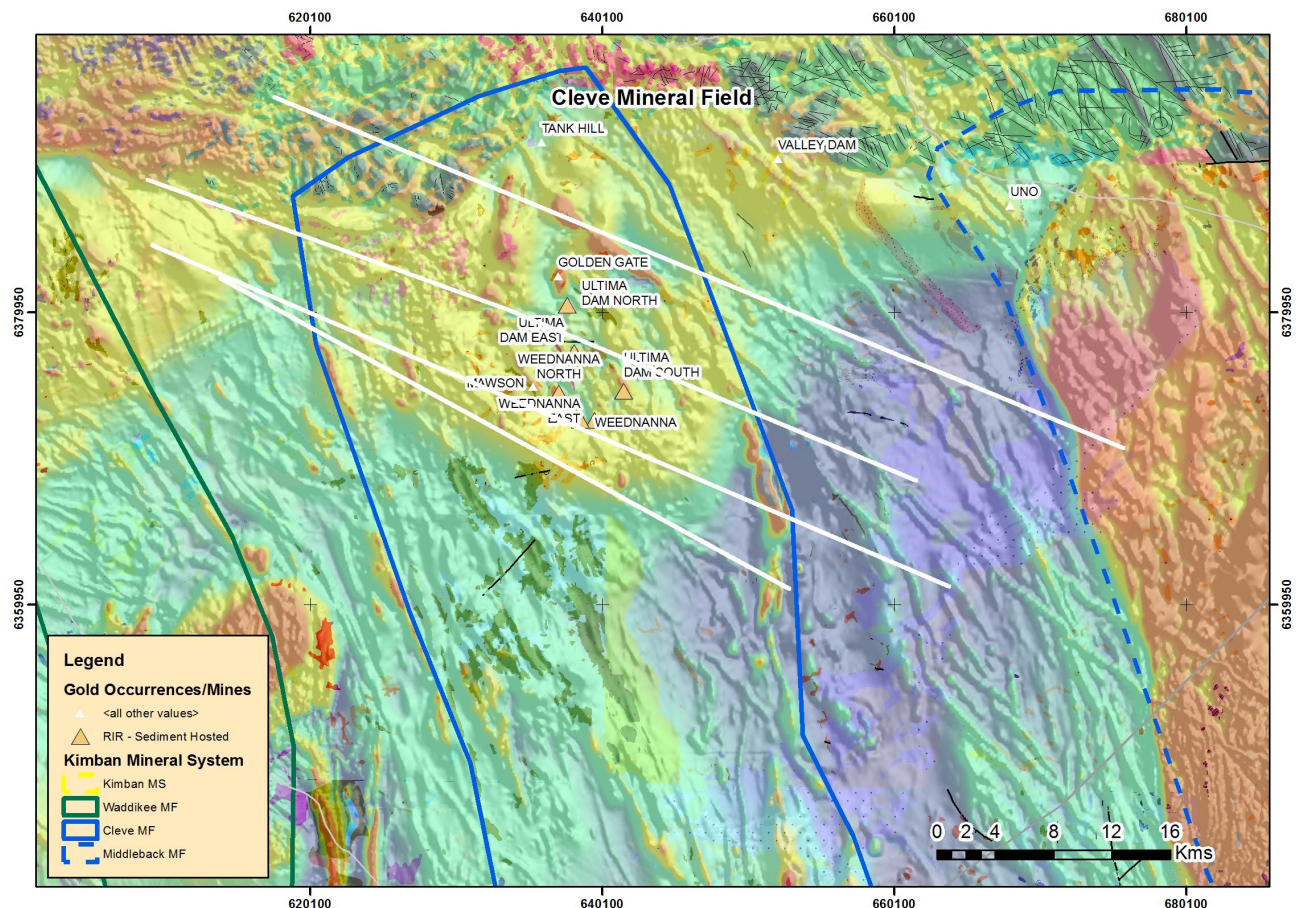 620100
640100
660100
680100
Cleve Mineral Field
TANK HILL
VALLEY DAM
UNO
GOLDEN GATE
ULTIMA
DAM NORTH
6379950
6379950
ULTIMA
DAM EAST
WEEDNANNA
NORTH
ULTIMA
DAM SOUTH
MAWSON
WEEDNANNA
EAST
WEEDNANNA
6359950
6359950
Legend
Gold Occurrences/Mines
<all other values>
RIR - Sediment Hosted
Kimban Mineral System
Kimban MS
Waddikee MF
Cleve MF
Middleback MF
0 2 4 8 12 16
Kms
620100
640100
660100
680100